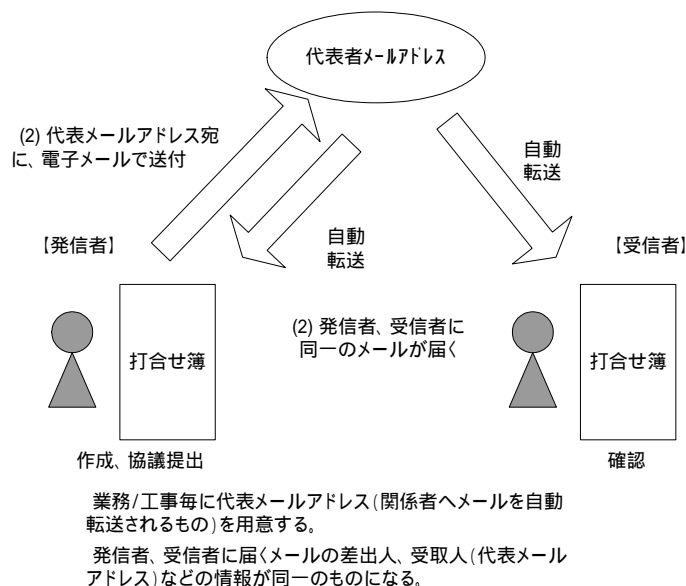 代表者メールアドレス
(2) 代表メールアドレス宛
に、電子メールで送付
自動
転送
自動
転送
【発信者】
【受信者】
(2) 発信者、受信者に
同一のメールが届く
打合せ簿
打合せ簿
作成、協議提出
確認
業務/工事毎に代表メールアドレス(関係者へメールを自動
転送されるもの)を用意する。
発信者、受信者に届くメールの差出人、受取人(代表メール
アドレス)などの情報が同一のものになる。